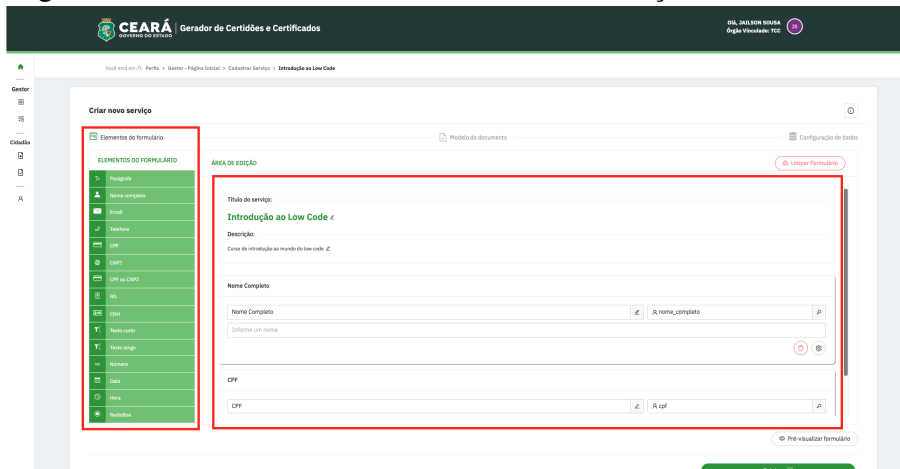 CEARÁ
GOVERNO DO ESTADO
Gerador de Certidões e Certificados
Olá, JAILSON SOUSA
Órgão Vinculado: TCC
JS
Você está em: Perfis > Gestor - Página Inicial > Cadastrar Serviço > Introdução ao Low Code
Gestor
Cidadão
Criar novo serviço
Elementos do formulário
Modelo do documento
Configuração de dados
ELEMENTOS DO FORMULÁRIO
Parágrafo
Nome completo
Email
Telefone
CPF
CNPJ
CPF ou CNPJ
RG
CNH
Texto curto
Texto longo
Número
Data
Hora
RadioBox
ÁREA DE EDIÇÃO
Limpar Formulário
Título do serviço:
Introdução ao Low Code
Descrição:
Curso de introdução ao mundo do low code
Nome Completo
Nome Completo
nome_completo
Informe um nome
CPF
CPF
cpf
Pré-visualizar formulário